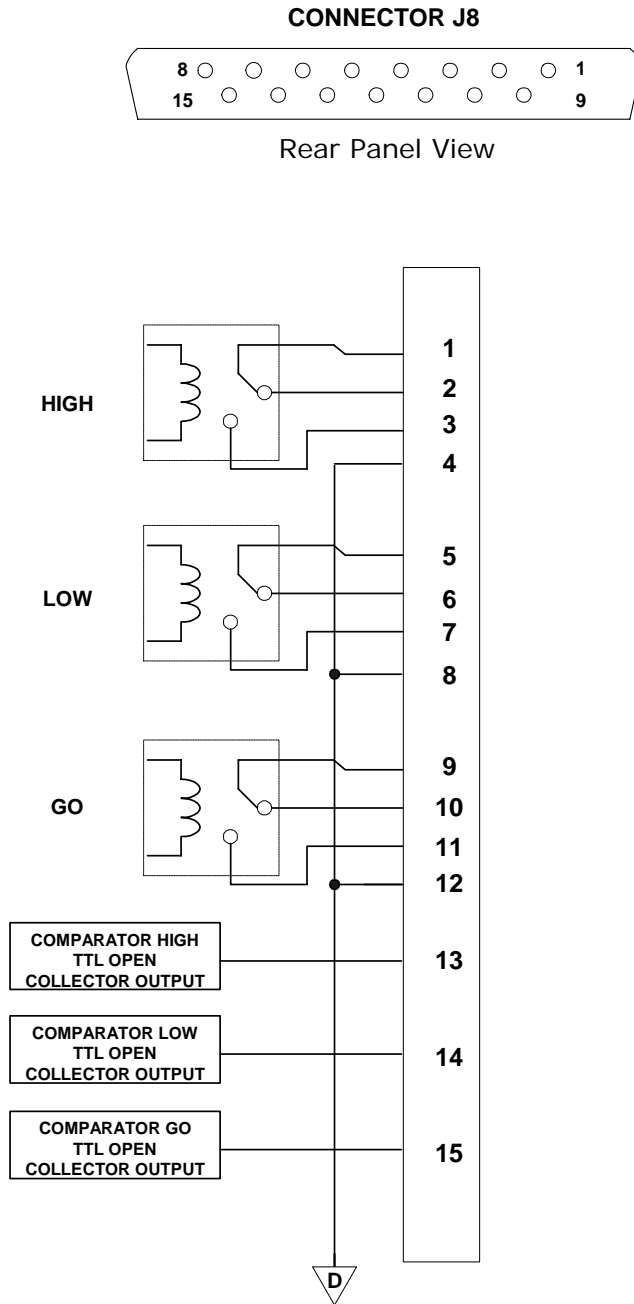 CONNECTOR J8
8 1
15 9
Rear Panel View
HIGH
1
2
3
4
LOW
5
6
7
8
GO
9
10
11
12
COMPARATOR HIGH
TTL OPEN
COLLECTOR OUTPUT
13
COMPARATOR LOW
TTL OPEN
COLLECTOR OUTPUT
14
COMPARATOR GO
TTL OPEN
COLLECTOR OUTPUT
15
D